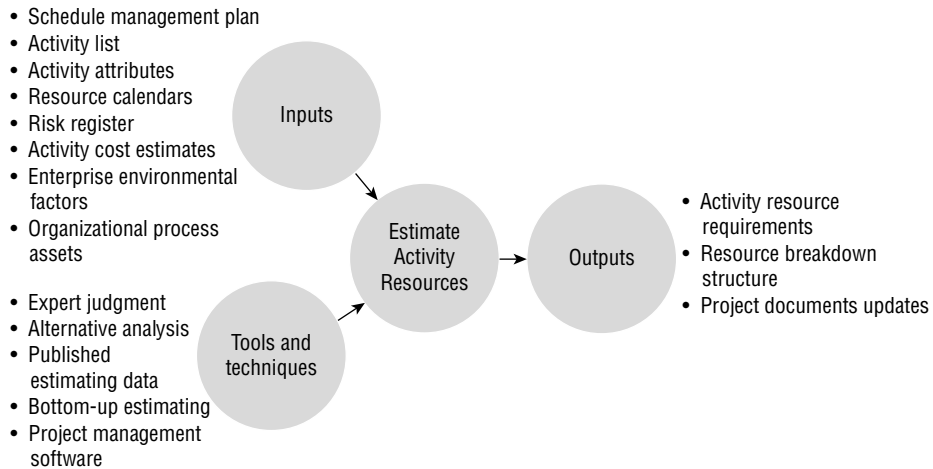 • Schedule management plan
• Activity list
• Activity attributes
• Resource calendars
• Risk register
• Activity cost estimates
• Enterprise environmental
factors
• Organizational process
assets
Inputs
• Expert judgment
• Alternative analysis
• Published
estimating data
• Bottom-up estimating
• Project management
software
Tools and
techniques
Estimate
Activity
Resources
Outputs
• Activity resource
requirements
• Resource breakdown
structure
• Project documents updates